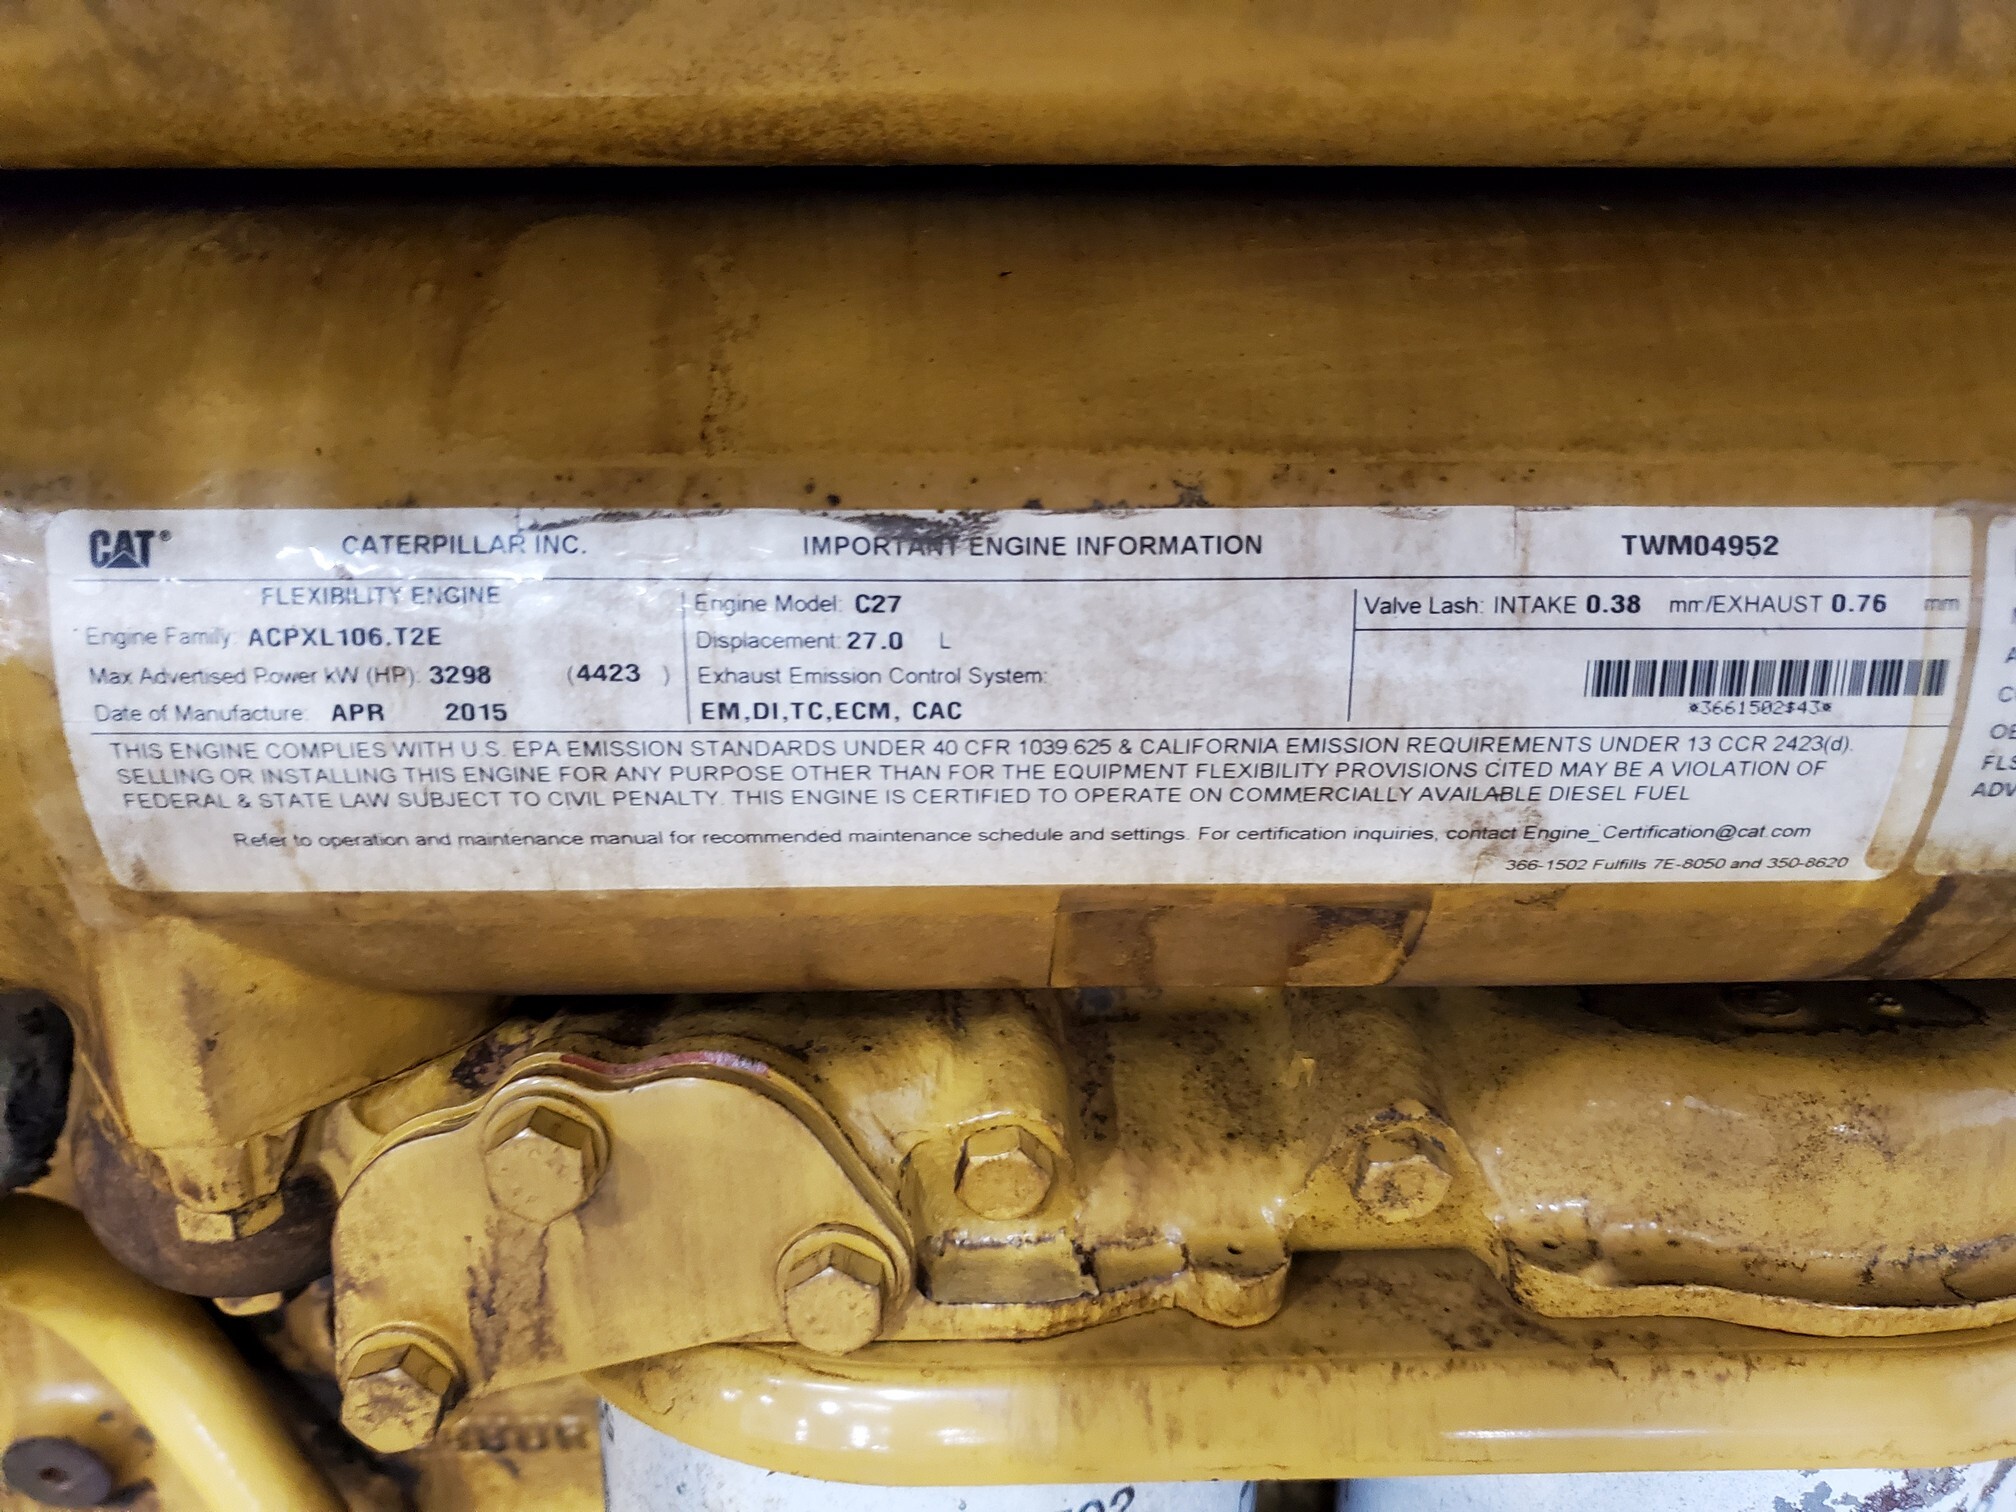 CAT® CATERPILLAR INC. IMPORTANT ENGINE INFORMATION TWM04952
FLEXIBILITY ENGINE
Engine Family: ACPXL106.T2E
Max Advertised Power kW (HP): 3298 (4423 )
Date of Manufacture: APR 2015
Engine Model: C27
Displacement: 27.0 L
Exhaust Emission Control System:
EM,DI,TC,ECM, CAC
Valve Lash: INTAKE 0.38 mm/EXHAUST 0.76 mm
*3661502$43*
THIS ENGINE COMPLIES WITH U.S. EPA EMISSION STANDARDS UNDER 40 CFR 1039.625 & CALIFORNIA EMISSION REQUIREMENTS UNDER 13 CCR 2423(d).
SELLING OR INSTALLING THIS ENGINE FOR ANY PURPOSE OTHER THAN FOR THE EQUIPMENT FLEXIBILITY PROVISIONS CITED MAY BE A VIOLATION OF
FEDERAL & STATE LAW SUBJECT TO CIVIL PENALTY. THIS ENGINE IS CERTIFIED TO OPERATE ON COMMERCIALLY AVAILABLE DIESEL FUEL
Refer to operation and maintenance manual for recommended maintenance schedule and settings. For certification inquiries, contact Engine_Certification@cat.com
366-1502 Fulfills 7E-8050 and 350-8620